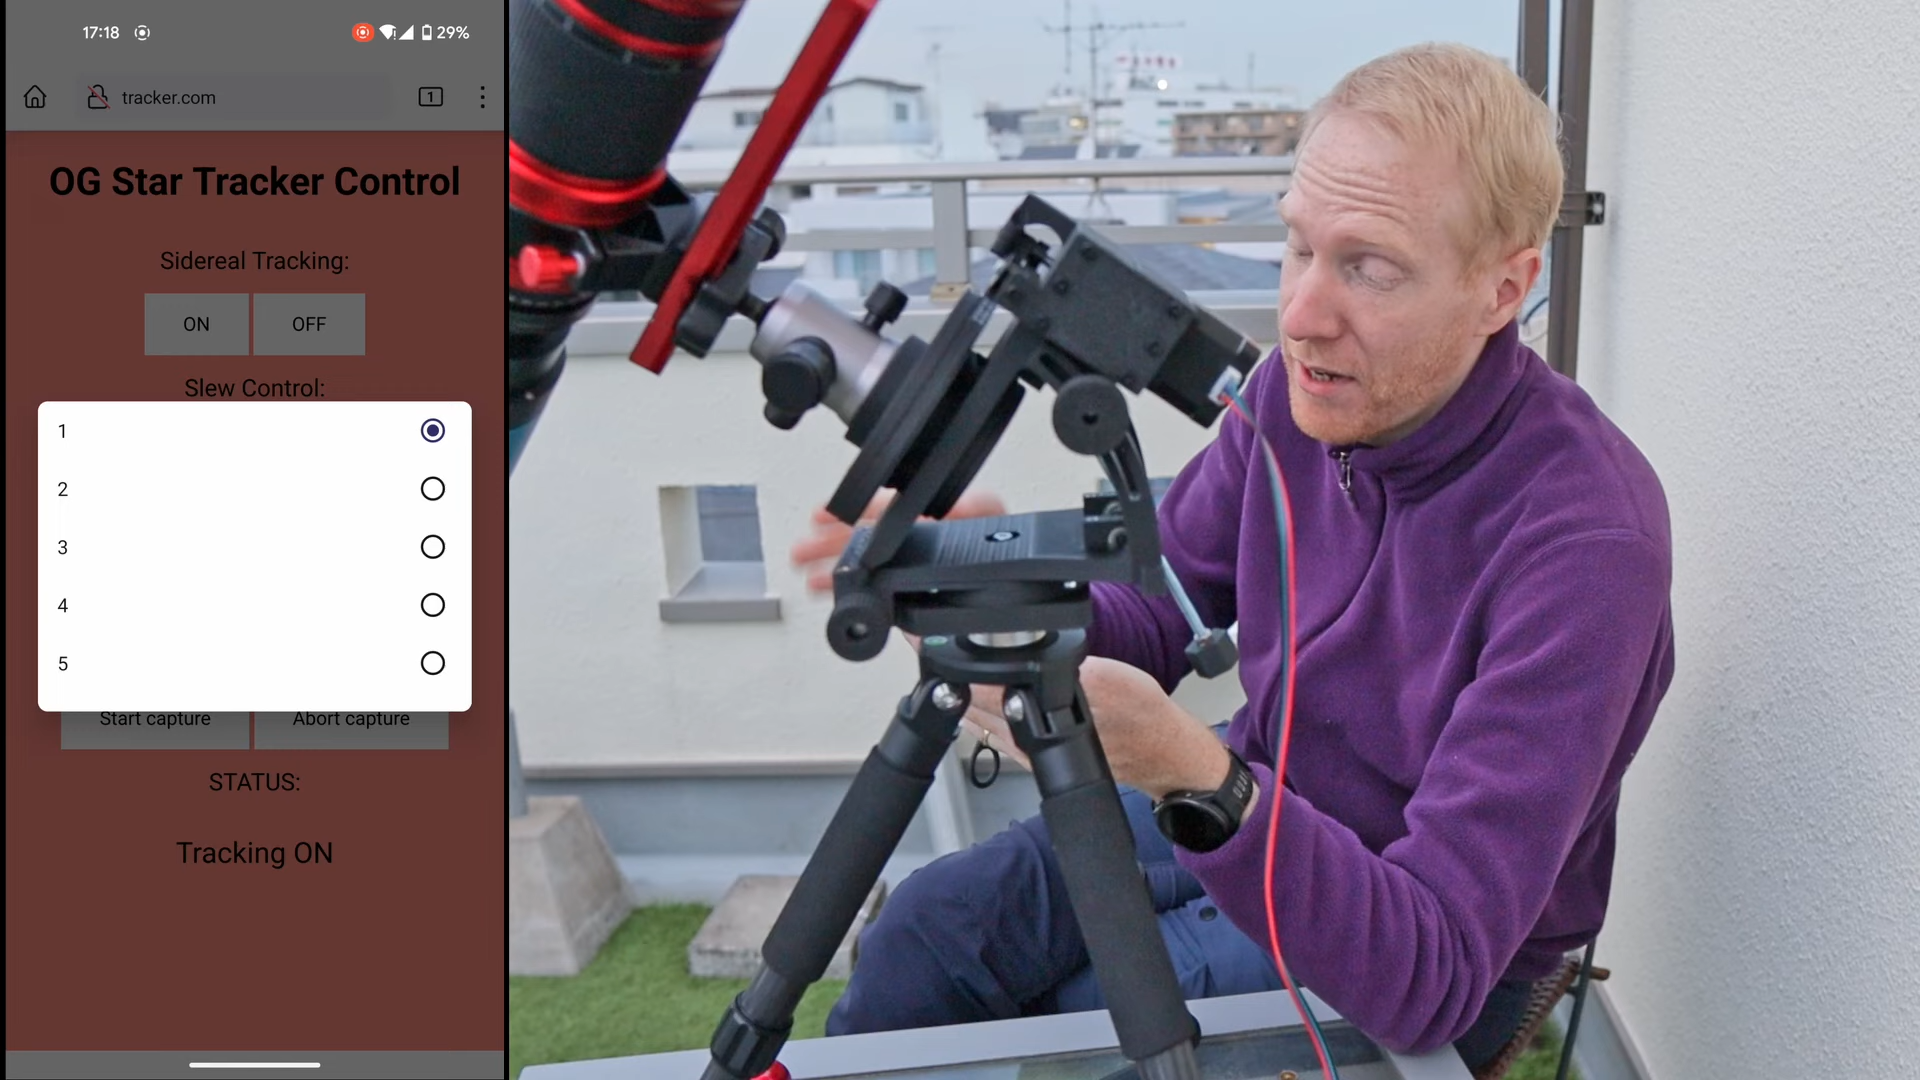 17:18
29%
tracker.com
1
OG Star Tracker Control
Sidereal Tracking:
ON
OFF
Slew Control:
1
2
3
4
5
Start capture
Abort capture
STATUS:
Tracking ON